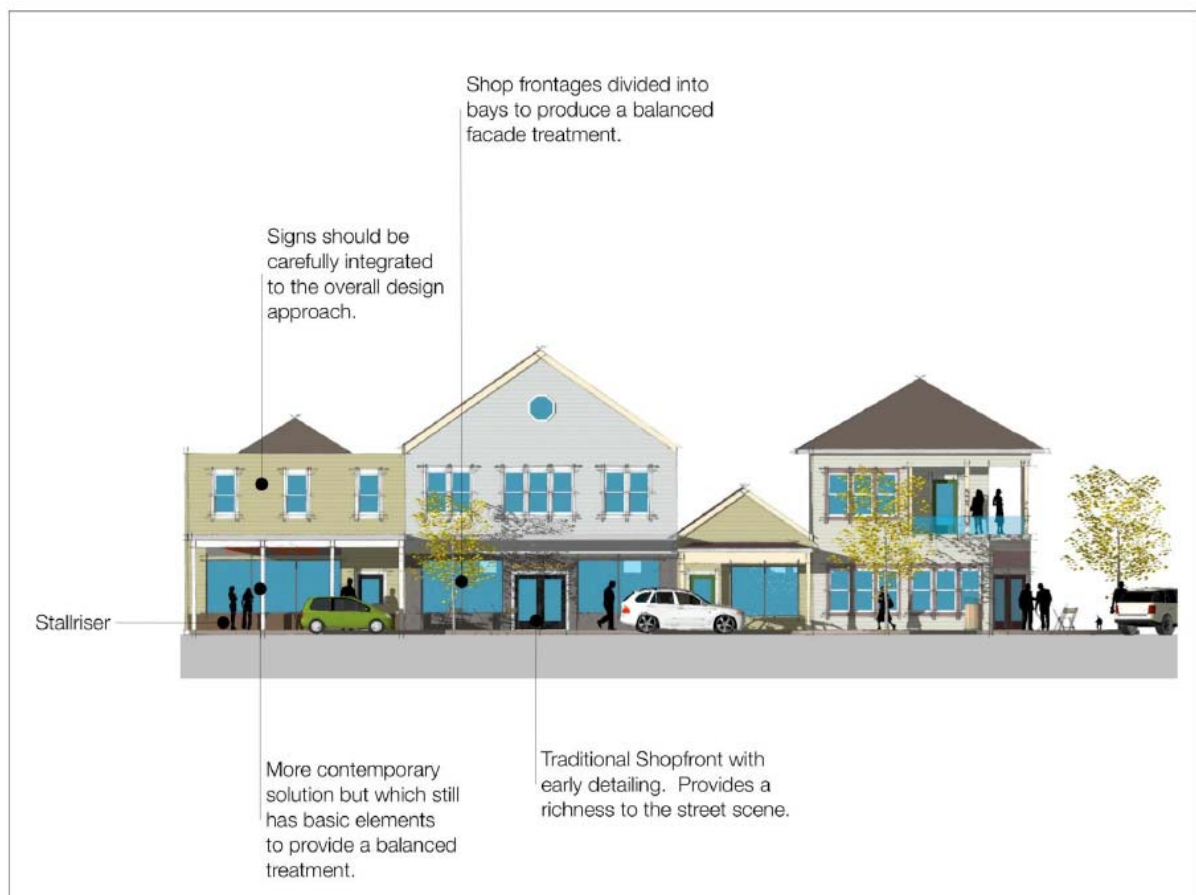 Shop frontages divided into
bays to produce a balanced
facade treatment.
Signs should be
carefully integrated
to the overall design
approach.
Stallriser
More contemporary
solution but which still
has basic elements
to provide a balanced
treatment.
Traditional Shopfront with
early detailing.  Provides a
richness to the street scene.